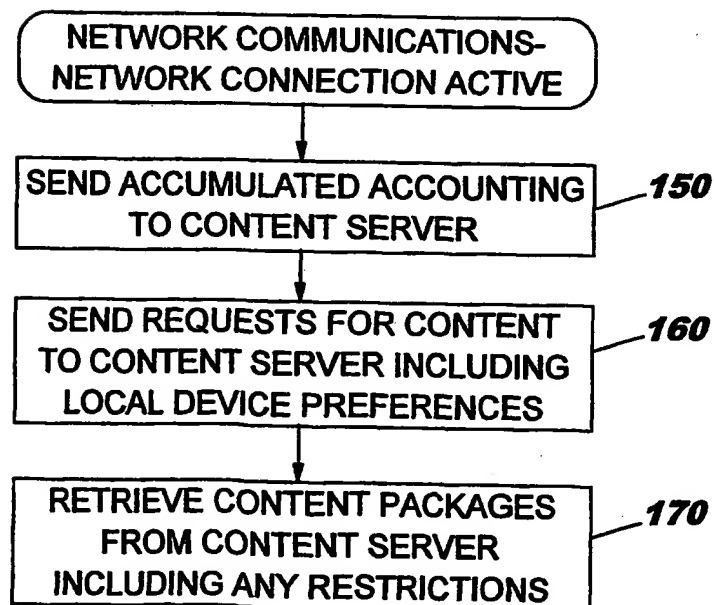 NETWORK COMMUNICATIONS-
NETWORK CONNECTION ACTIVE
SEND ACCUMULATED ACCOUNTING
TO CONTENT SERVER
150
SEND REQUESTS FOR CONTENT
TO CONTENT SERVER INCLUDING
LOCAL DEVICE PREFERENCES
160
RETRIEVE CONTENT PACKAGES
FROM CONTENT SERVER
INCLUDING ANY RESTRICTIONS
170